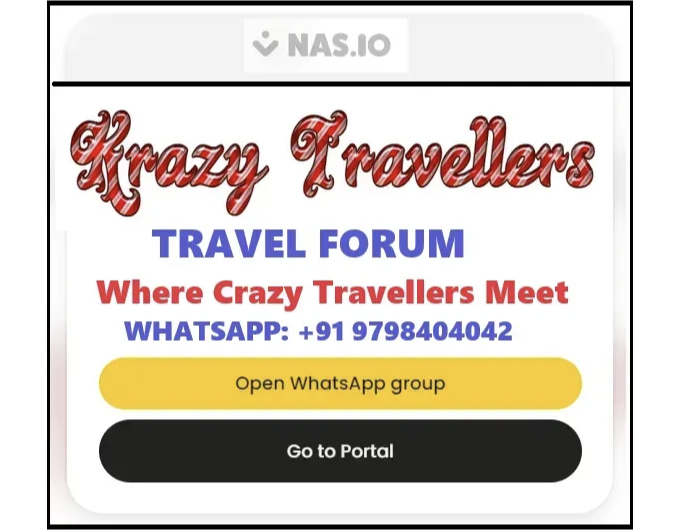 NAS.IO
Krazy Travellers
TRAVEL FORUM
Where Crazy Travellers Meet
WHATSAPP: +91 9798404042
Open WhatsApp group
Go to Portal